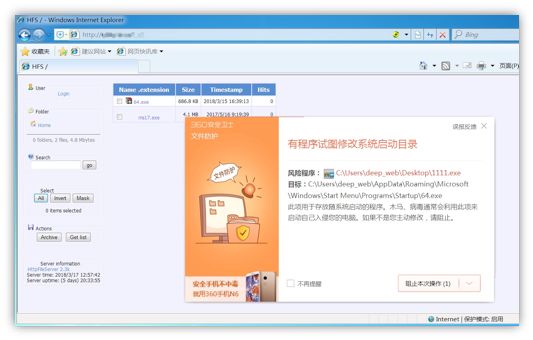 HFS / - Windows Internet Explorer
http://
Bing
收藏夹
建议网站
网页快讯库
HFS /
页面(P)
User
Login
Folder
Home
0 folders, 2 files, 4.8 Mbytes
Search
go
Select
All Invert Mask
0 items selected
Actions
Archive Get list
Server information
HttpFileServer 2.3k
Server time: 2018/3/17 12:57:42
Server uptime: (5 days) 20:33:55
Name .extension Size Timestamp Hits
64.exe 686.8 KB 2018/3/15 16:39:13 0
ms17.exe 4.1 MB 2017/5/16 9:19:39 0
360安全卫士
文件防护
文件防护
安全手机不中毒
就用360手机N6
误报反馈
有程序试图修改系统启动目录
风险程序： C:\Users\deep_web\Desktop\1111.exe
目标：C:\Users\deep_web\AppData\Roaming\Microsoft
\Windows\Start Menu\Programs\Startup\64.exe
此项用于存放随系统启动的程序。木马、病毒通常会利用此项来
启动自己入侵您的电脑。如果不是您主动修改，请阻止。
不再提醒
阻止本次操作 (1)
Internet | 保护模式: 启用